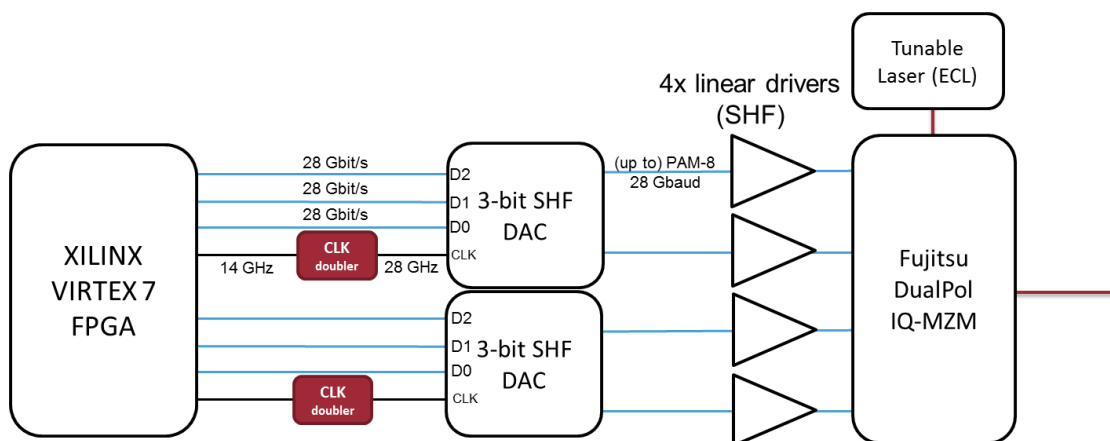 Tunable
Laser (ECL)
4x linear drivers
(SHF)
XILINX
VIRTEX 7
FPGA
28 Gbit/s
28 Gbit/s
28 Gbit/s
14 GHz
CLK
doubler
28 GHz
D2
D1
D0
CLK
3-bit SHF
DAC
(up to) PAM-8
28 Gbaud
CLK
doubler
D2
D1
D0
CLK
3-bit SHF
DAC
Fujitsu
DualPol
IQ-MZM